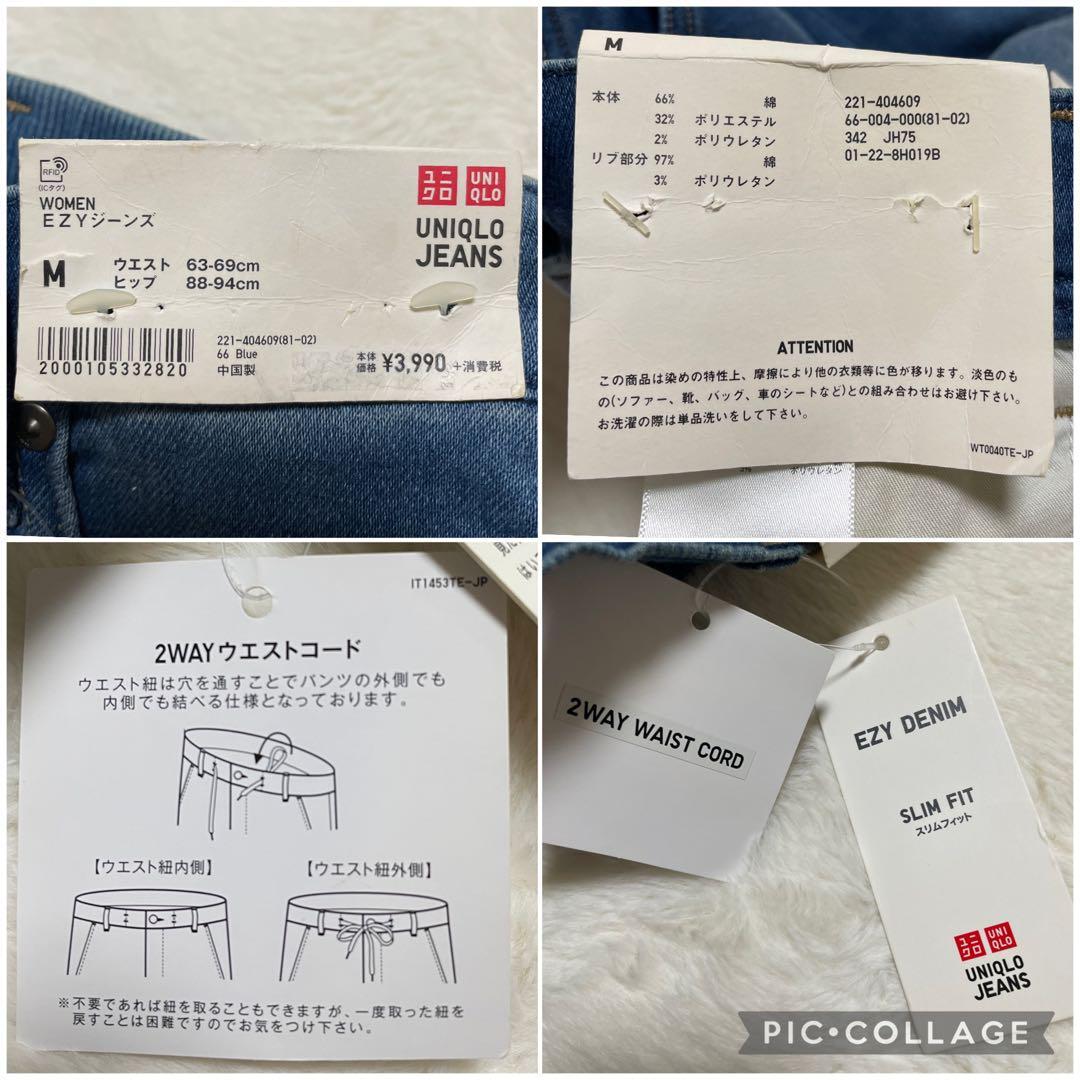 RFID
(ICタグ)
WOMEN
EZYジーンズ
ユニクロ
UNIQLO
UNIQLO
JEANS
M
ウエスト 63-69cm
ヒップ 88-94cm
2000105332820
221-404609(81-02)
66 Blue
中国製
本体価格 ¥3,990 +消費税
M
本体 66% 綿
32% ポリエステル
2% ポリウレタン
リブ部分 97% 綿
3% ポリウレタン
221-404609
66-004-000(81-02)
342 JH75
01-22-8H019B
ATTENTION
この商品は染めの特性上、摩擦により他の衣類等に色が移ります。淡色のも
の(ソファー、靴、バッグ、車のシートなど)との組み合わせはお避け下さい。
お洗濯の際は単品洗いをして下さい。
WT0040TE-JP
ポリウレタン
IT1453TE-JP
2WAYウエストコード
ウエスト紐は穴を通すことでパンツの外側でも
内側でも結べる仕様となっております。
【ウエスト紐内側】
【ウエスト紐外側】
※不要であれば紐を取ることもできますが、一度取った紐を
戻すことは困難ですのでお気をつけ下さい。
2WAY WAIST CORD
EZY DENIM
SLIM FIT
スリムフィット
ユニクロ
UNIQLO
UNIQLO
JEANS
PIC•COLLAGE